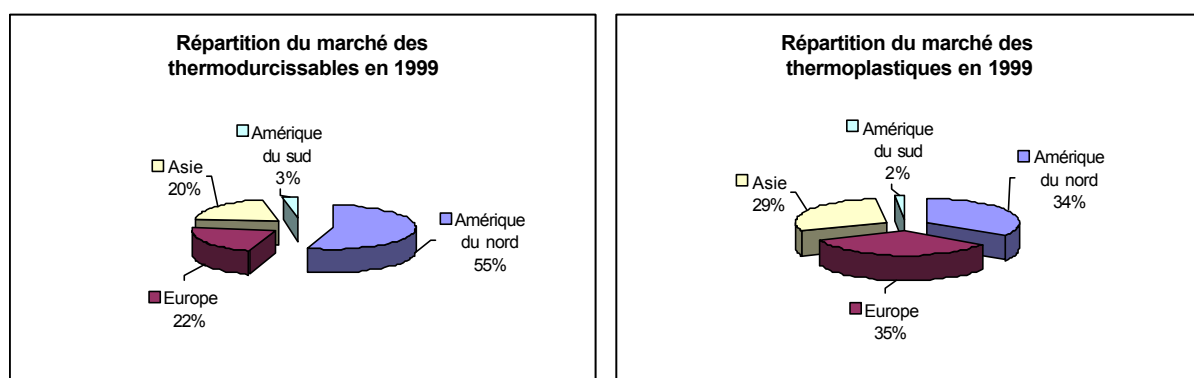 Répartition du marché des
thermodurcissables en 1999
Amérique
du sud
3%
Asie
20%
Amérique
du nord
55%
Europe
22%
Répartition du marché des
thermoplastiques en 1999
Amérique
du sud
2%
Amérique
du nord
34%
Asie
29%
Europe
35%